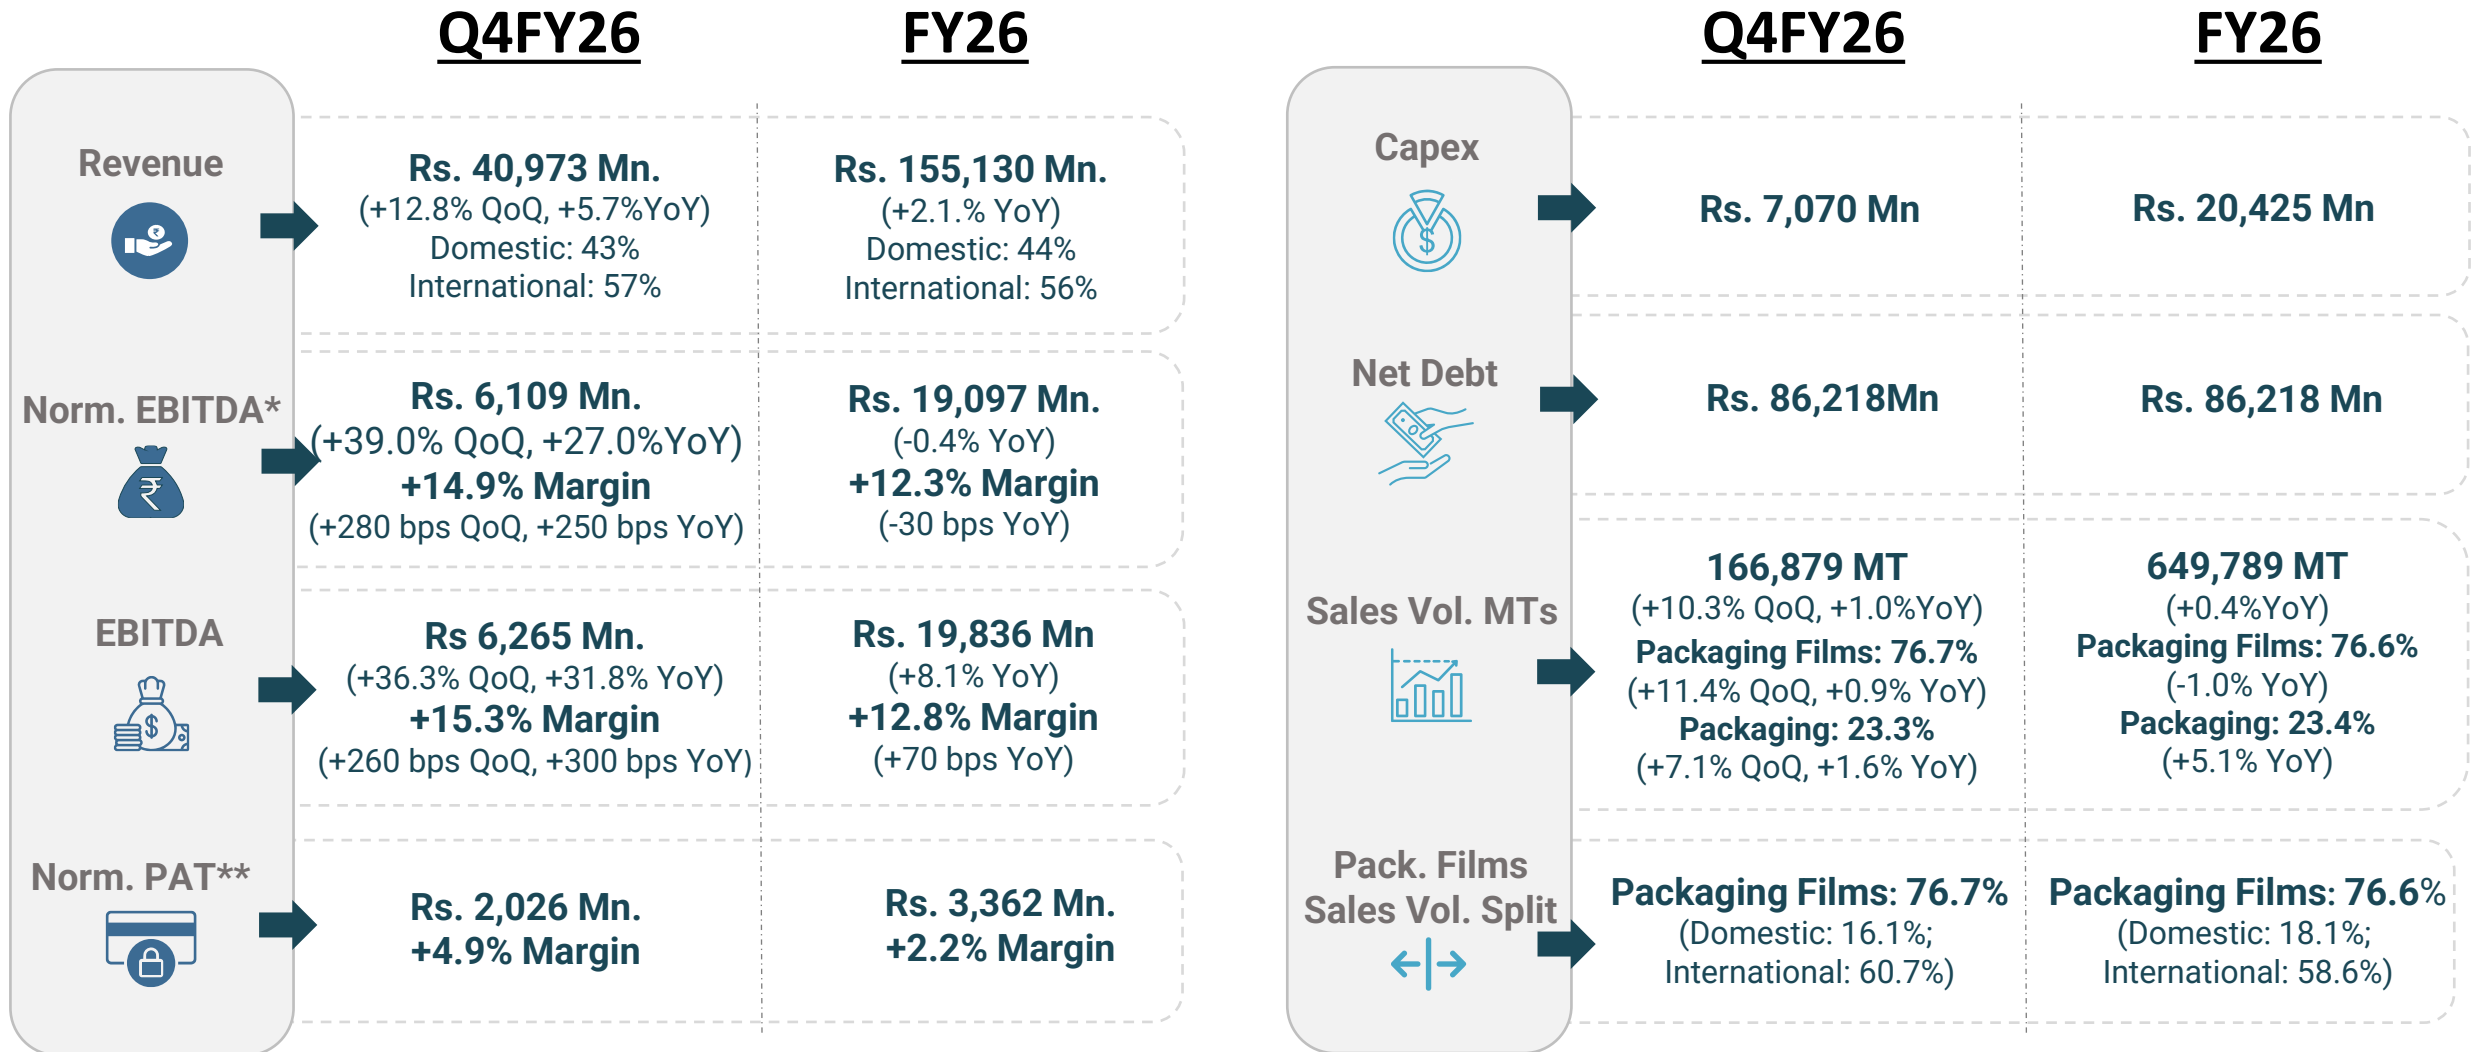 Q4FY26
FY26
Revenue
Rs. 40,973 Mn.
(+12.8% QoQ, +5.7%YoY)
Domestic: 43%
International: 57%
Rs. 155,130 Mn.
(+2.1.% YoY)
Domestic: 44%
International: 56%
Norm. EBITDA*
Rs. 6,109 Mn.
(+39.0% QoQ, +27.0%YoY)
+14.9% Margin
(+280 bps QoQ, +250 bps YoY)
Rs. 19,097 Mn.
(-0.4% YoY)
+12.3% Margin
(-30 bps YoY)
EBITDA
Rs 6,265 Mn.
(+36.3% QoQ, +31.8% YoY)
+15.3% Margin
(+260 bps QoQ, +300 bps YoY)
Rs. 19,836 Mn
(+8.1% YoY)
+12.8% Margin
(+70 bps YoY)
Norm. PAT**
Rs. 2,026 Mn.
+4.9% Margin
Rs. 3,362 Mn.
+2.2% Margin
Q4FY26
FY26
Capex
Rs. 7,070 Mn
Rs. 20,425 Mn
Net Debt
Rs. 86,218Mn
Rs. 86,218 Mn
Sales Vol. MTs
166,879 MT
(+10.3% QoQ, +1.0%YoY)
Packaging Films: 76.7%
(+11.4% QoQ, +0.9% YoY)
Packaging: 23.3%
(+7.1% QoQ, +1.6% YoY)
649,789 MT
(+0.4%YoY)
Packaging Films: 76.6%
(-1.0% YoY)
Packaging: 23.4%
(+5.1% YoY)
Pack. Films
Sales Vol. Split
Packaging Films: 76.7%
(Domestic: 16.1%;
International: 60.7%)
Packaging Films: 76.6%
(Domestic: 18.1%;
International: 58.6%)